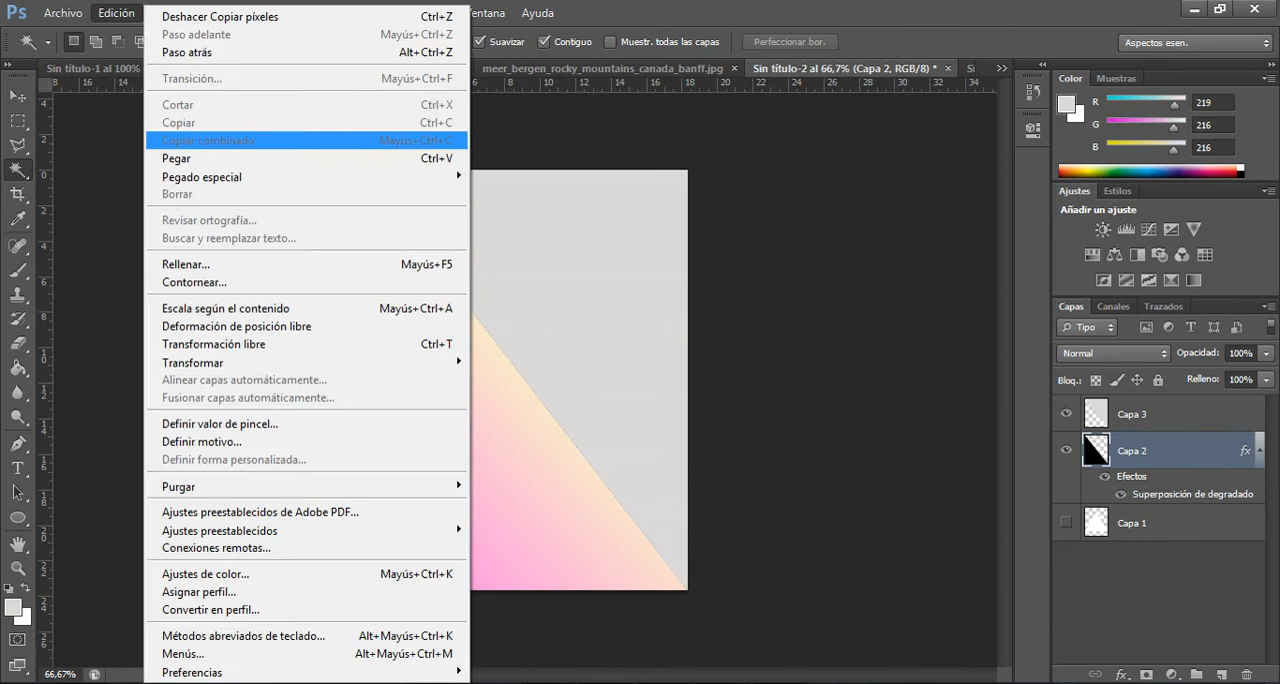 Ps Archivo Edición Ventana Ayuda
Suavizar Contiguo Muestr. todas las capas Perfeccionar bor. Aspectos esen.
Sin título-1 al 100% meer_bergen_rocky_mountains_canada_banff.jpg × Sin título-2 al 66,7% (Capa 2, RGB/8) * × Si
Deshacer Copiar píxeles Ctrl+Z
Paso adelante Mayús+Ctrl+Z
Paso atrás Alt+Ctrl+Z
Transición... Mayús+Ctrl+F
Cortar Ctrl+X
Copiar Ctrl+C
Copiar combinado Mayús+Ctrl+C
Pegar Ctrl+V
Pegado especial
Borrar
Revisar ortografía...
Buscar y reemplazar texto...
Rellenar... Mayús+F5
Contornear...
Escala según el contenido Mayús+Ctrl+A
Deformación de posición libre
Transformación libre Ctrl+T
Transformar
Alinear capas automáticamente...
Fusionar capas automáticamente...
Definir valor de pincel...
Definir motivo...
Definir forma personalizada...
Purgar
Ajustes preestablecidos de Adobe PDF...
Ajustes preestablecidos
Conexiones remotas...
Ajustes de color... Mayús+Ctrl+K
Asignar perfil...
Convertir en perfil...
Métodos abreviados de teclado... Alt+Mayús+Ctrl+K
Menús... Alt+Mayús+Ctrl+M
Preferencias
66,67%
Color Muestras
R 219
G 216
B 216
Ajustes Estilos
Añadir un ajuste
Capas Canales Trazados
Tipo
Normal Opacidad: 100%
Bloq.: Relleno: 100%
Capa 3
Capa 2 fx
Efectos
Superposición de degradado
Capa 1